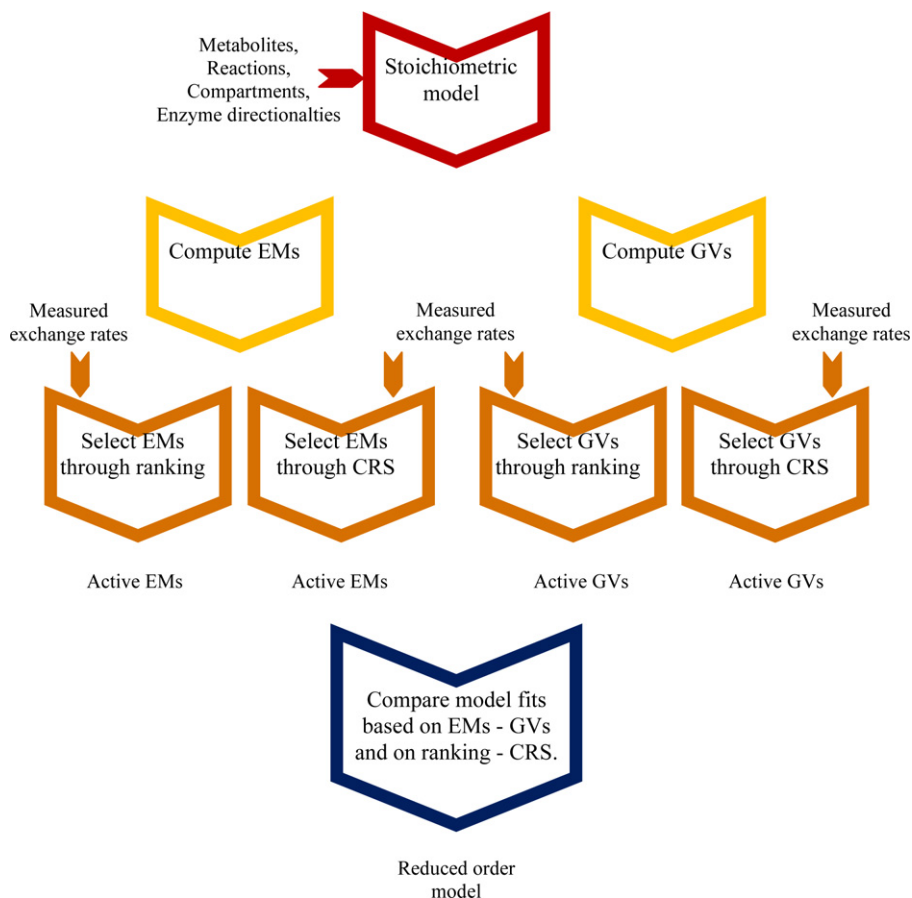 Metabolites,
Reactions,
Compartments,
Enzyme directionalties
Stoichiometric
model
Compute EMs
Compute GVs
Measured
exchange rates
Measured
exchange rates
Measured
exchange rates
Select EMs
through ranking
Select EMs
through CRS
Select GVs
through ranking
Select GVs
through CRS
Active EMs
Active EMs
Active GVs
Active GVs
Compare model fits
based on EMs - GVs
and on ranking - CRS.
Reduced order
model